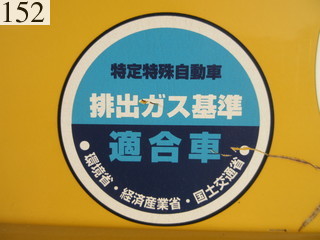 152
特定特殊自動車
排出ガス基準
適合車
●環境省・経済産業省・国土交通省●